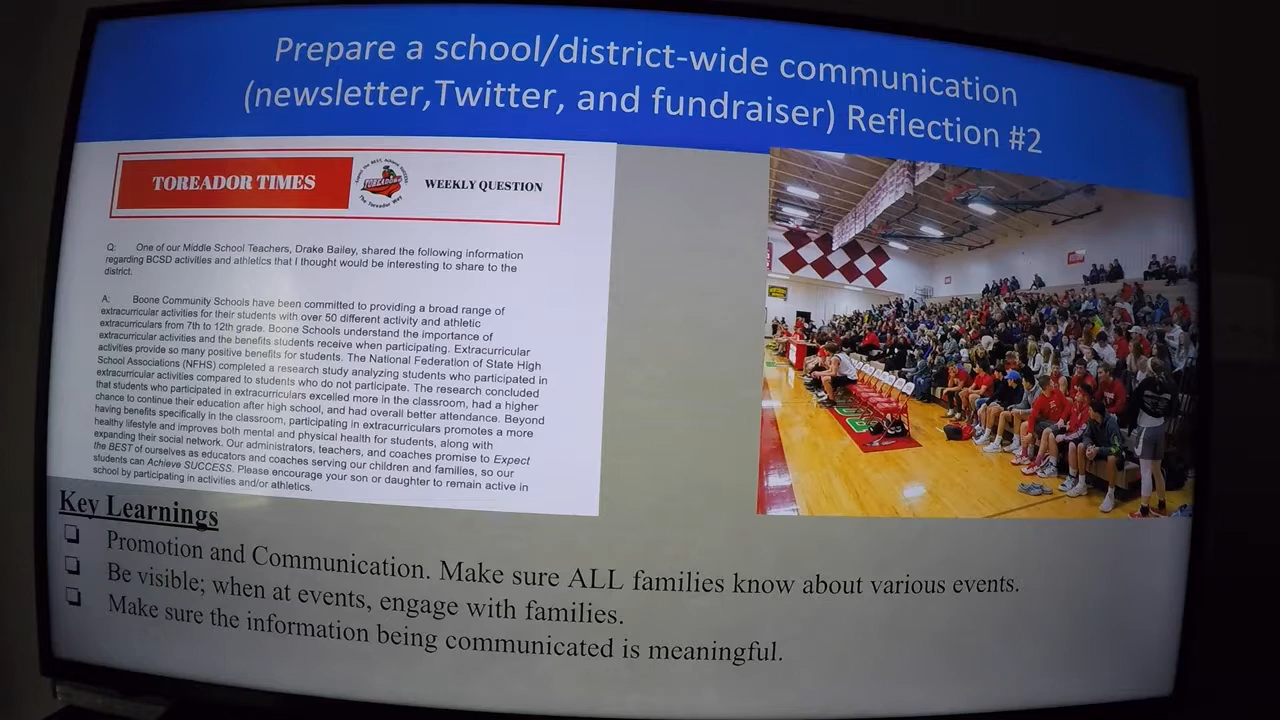 Prepare a school/district-wide communication
(newsletter,Twitter, and fundraiser) Reflection #2
TOREADOR TIMES
WEEKLY QUESTION
Q: One of our Middle School Teachers, Drake Bailey, shared the following information
regarding BCSD activities and athletics that I thought would be interesting to share to the
district.
A: Boone Community Schools have been committed to providing a broad range of
extracurricular activities for their students with over 50 different activity and athletic
extracurriculars from 7th to 12th grade. Boone Schools understand the importance of
extracurricular activities and the benefits students receive when participating. Extracurricular
activities provide so many positive benefits for students. The National Federation of State High
School Associations (NFHS) completed a research study analyzing students who participated in
extracurricular activities compared to students who do not participate. The research concluded
that students who participated in extracurriculars excelled more in the classroom, had a higher
chance to continue their education after high school, and had overall better attendance. Beyond
having benefits specifically in the classroom, participating in extracurriculars promotes a more
healthy lifestyle and improves both mental and physical health for students, along with
expanding their social network. Our administrators, teachers, and coaches promise to Expect
the BEST of ourselves as educators and coaches serving our children and families, so our
students can Achieve SUCCESS. Please encourage your son or daughter to remain active in
school by participating in activities and/or athletics.
Key Learnings
Promotion and Communication. Make sure ALL families know about various events.
Be visible; when at events, engage with families.
Make sure the information being communicated is meaningful.